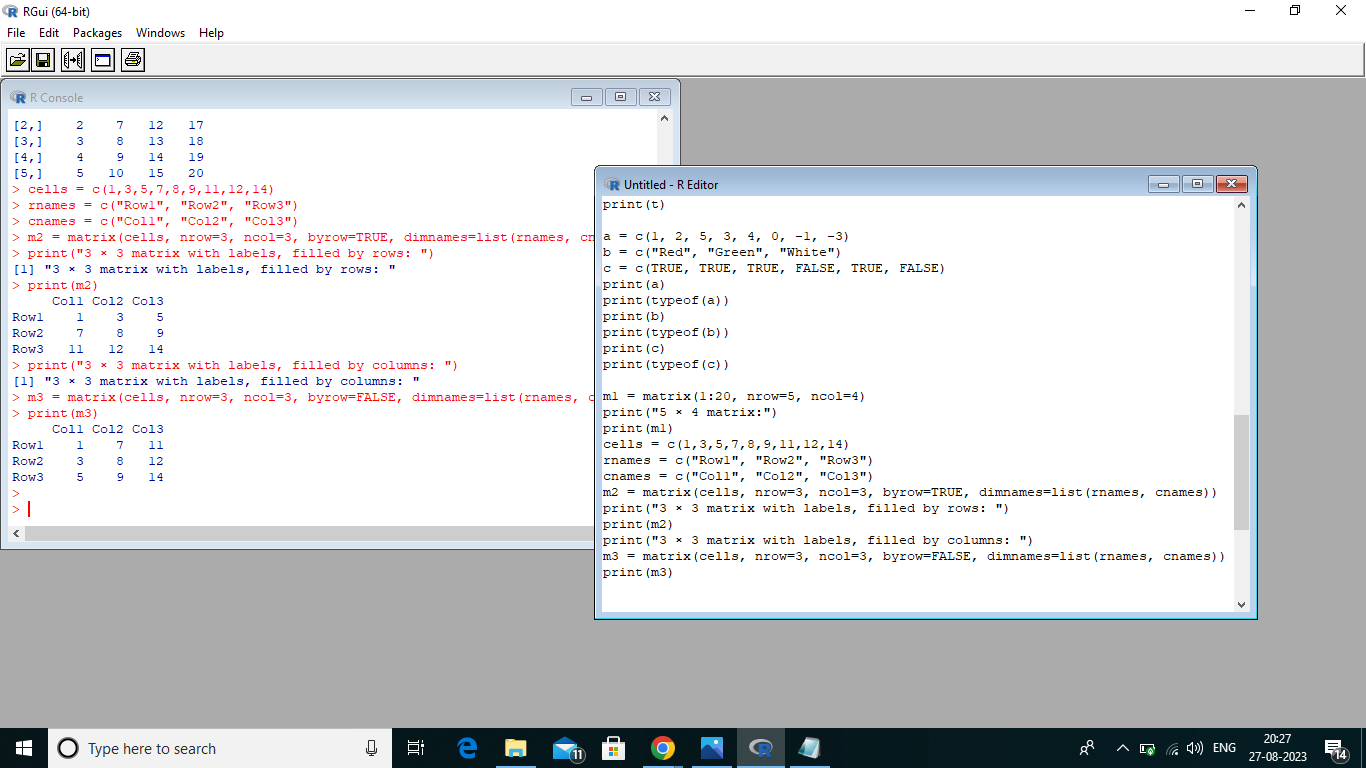 RGui (64-bit)
File Edit Packages Windows Help
R Console
[2,] 2 7 12 17
[3,] 3 8 13 18
[4,] 4 9 14 19
[5,] 5 10 15 20
> cells = c(1,3,5,7,8,9,11,12,14)
> rnames = c("Row1", "Row2", "Row3")
> cnames = c("Col1", "Col2", "Col3")
> m2 = matrix(cells, nrow=3, ncol=3, byrow=TRUE, dimnames=list(rnames, cn
> print("3 × 3 matrix with labels, filled by rows: ")
[1] "3 × 3 matrix with labels, filled by rows: "
> print(m2)
Col1 Col2 Col3
Row1 1 3 5
Row2 7 8 9
Row3 11 12 14
> print("3 × 3 matrix with labels, filled by columns: ")
[1] "3 × 3 matrix with labels, filled by columns: "
> m3 = matrix(cells, nrow=3, ncol=3, byrow=FALSE, dimnames=list(rnames, c
> print(m3)
Col1 Col2 Col3
Row1 1 7 11
Row2 3 8 12
Row3 5 9 14
>
>
Untitled - R Editor
print(t)
a = c(1, 2, 5, 3, 4, 0, -1, -3)
b = c("Red", "Green", "White")
c = c(TRUE, TRUE, TRUE, FALSE, TRUE, FALSE)
print(a)
print(typeof(a))
print(b)
print(typeof(b))
print(c)
print(typeof(c))
m1 = matrix(1:20, nrow=5, ncol=4)
print("5 × 4 matrix:")
print(m1)
cells = c(1,3,5,7,8,9,11,12,14)
rnames = c("Row1", "Row2", "Row3")
cnames = c("Col1", "Col2", "Col3")
m2 = matrix(cells, nrow=3, ncol=3, byrow=TRUE, dimnames=list(rnames, cnames))
print("3 × 3 matrix with labels, filled by rows: ")
print(m2)
print("3 × 3 matrix with labels, filled by columns: ")
m3 = matrix(cells, nrow=3, ncol=3, byrow=FALSE, dimnames=list(rnames, cnames))
print(m3)
Type here to search
11
ENG
20:27
27-08-2023
14